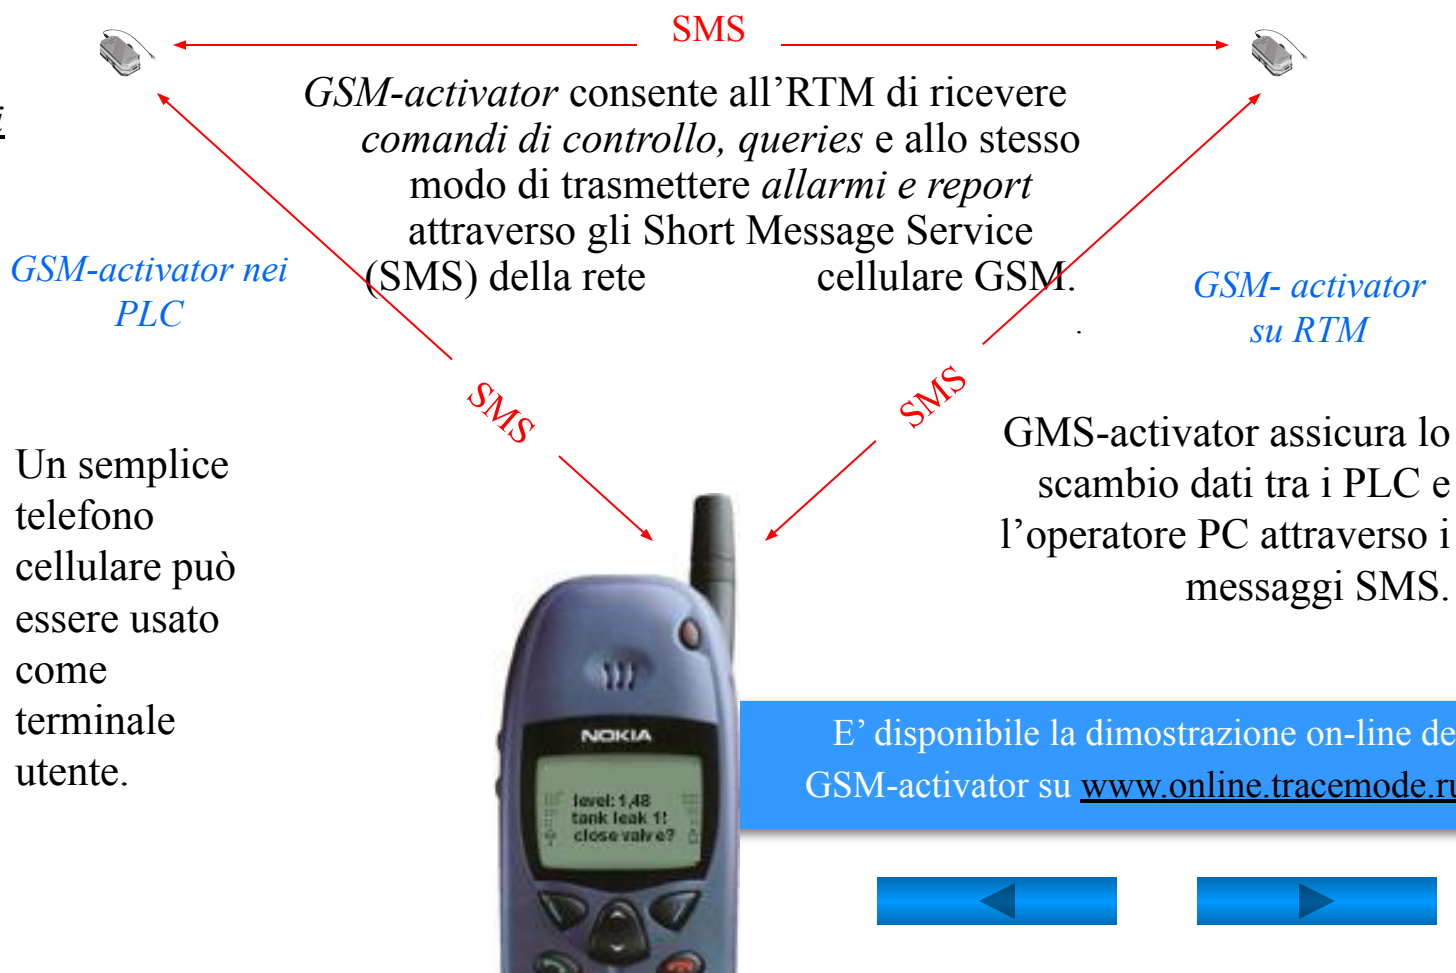 SMS
GSM-activator consente all’RTM di ricevere
comandi di controllo, queries e allo stesso
modo di trasmettere allarmi e report
attraverso gli Short Message Service
(SMS) della rete cellulare GSM.
.
i
GSM-activator nei
PLC
GSM- activator
su RTM
SMS
SMS
Un semplice
telefono
cellulare può
essere usato
come
terminale
utente.
GMS-activator assicura lo
scambio dati tra i PLC e
l’operatore PC attraverso i
messaggi SMS.
NOKIA
level: 1,48
tank leak 1!
close valve?
E’ disponibile la dimostrazione on-line de
GSM-activator su www.online.tracemode.ru